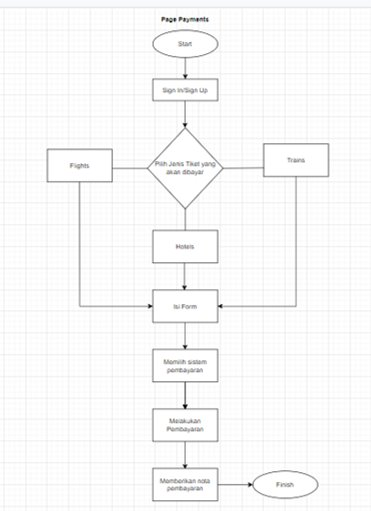 Page Payments
Start
Sign In/Sign Up
Pilih Jenis Tiket yang
akan dibayar
Flights
Trains
Hotels
Isi Form
Memilih sistem
pembayaran
Melakukan
Pembayaran
Memberikan nota
pembayaran
Finish